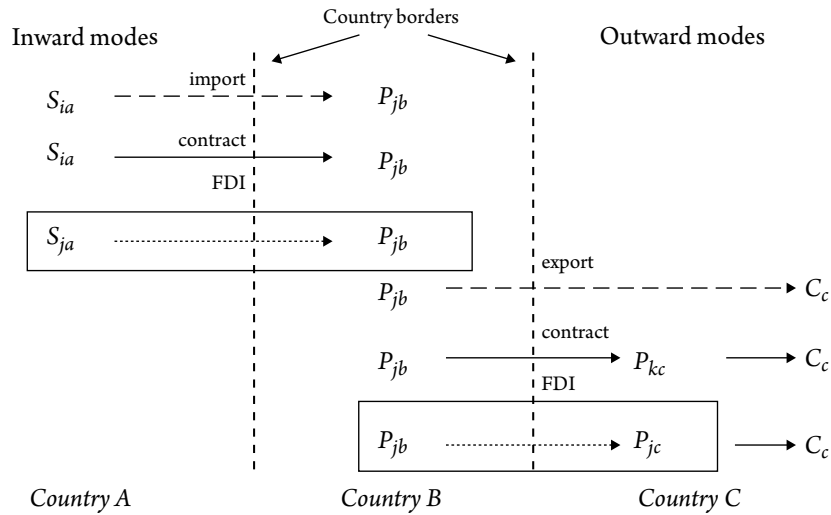 Country borders
Inward modes Outward modes
import
S_ia P_jb
contract
S_ia P_jb
FDI
S_ja P_jb
export
P_jb C_c
contract
P_jb P_kc C_c
FDI
P_jb P_jc C_c
Country A Country B Country C